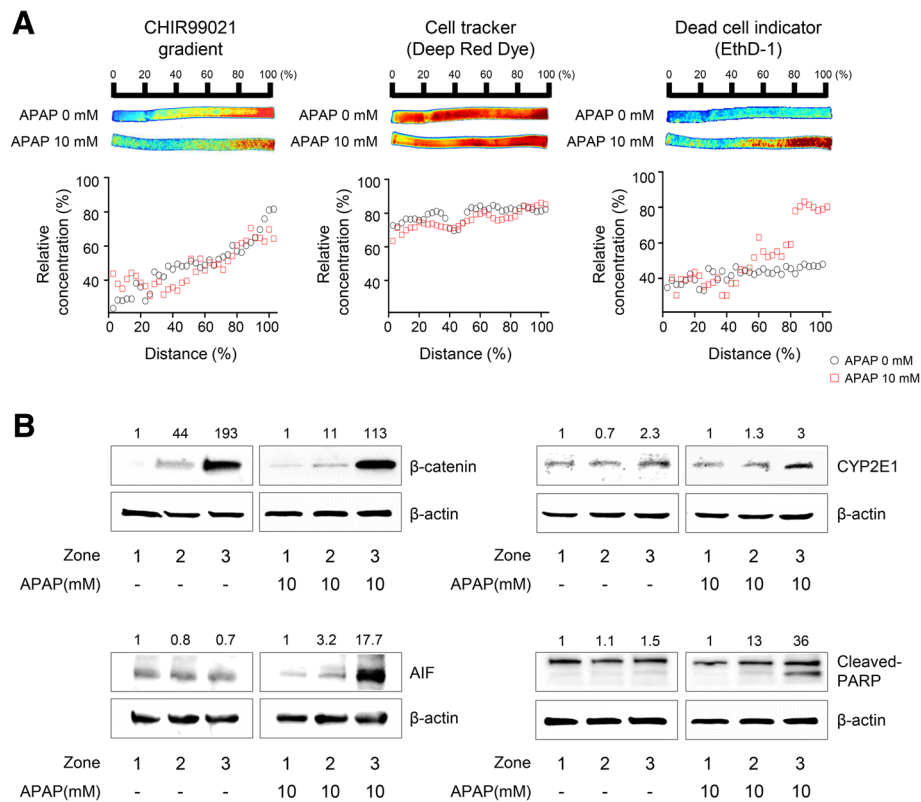 A
CHIR99021
gradient
Cell tracker
(Deep Red Dye)
Dead cell indicator
(EthD-1)
0 20 40 60 80 100 (%)
0 20 40 60 80 100 (%)
0 20 40 60 80 100 (%)
APAP 0 mM
APAP 0 mM
APAP 0 mM
APAP 10 mM
APAP 10 mM
APAP 10 mM
Relative
concentration (%)
100
80
60
40
0 20 40 60 80 100
Distance (%)
Relative
concentration (%)
100
80
60
40
0 20 40 60 80 100
Distance (%)
Relative
concentration (%)
100
80
60
40
0 20 40 60 80 100
Distance (%)
APAP 0 mM
APAP 10 mM
B
1 44 193 1 11 113
β-catenin
β-actin
Zone 1 2 3 1 2 3
APAP(mM) - - - 10 10 10
1 0.7 2.3 1 1.3 3
CYP2E1
β-actin
Zone 1 2 3 1 2 3
APAP(mM) - - - 10 10 10
1 0.8 0.7 1 3.2 17.7
AIF
β-actin
Zone 1 2 3 1 2 3
APAP(mM) - - - 10 10 10
1 1.1 1.5 1 13 36
Cleaved-
PARP
β-actin
Zone 1 2 3 1 2 3
APAP(mM) - - - 10 10 10